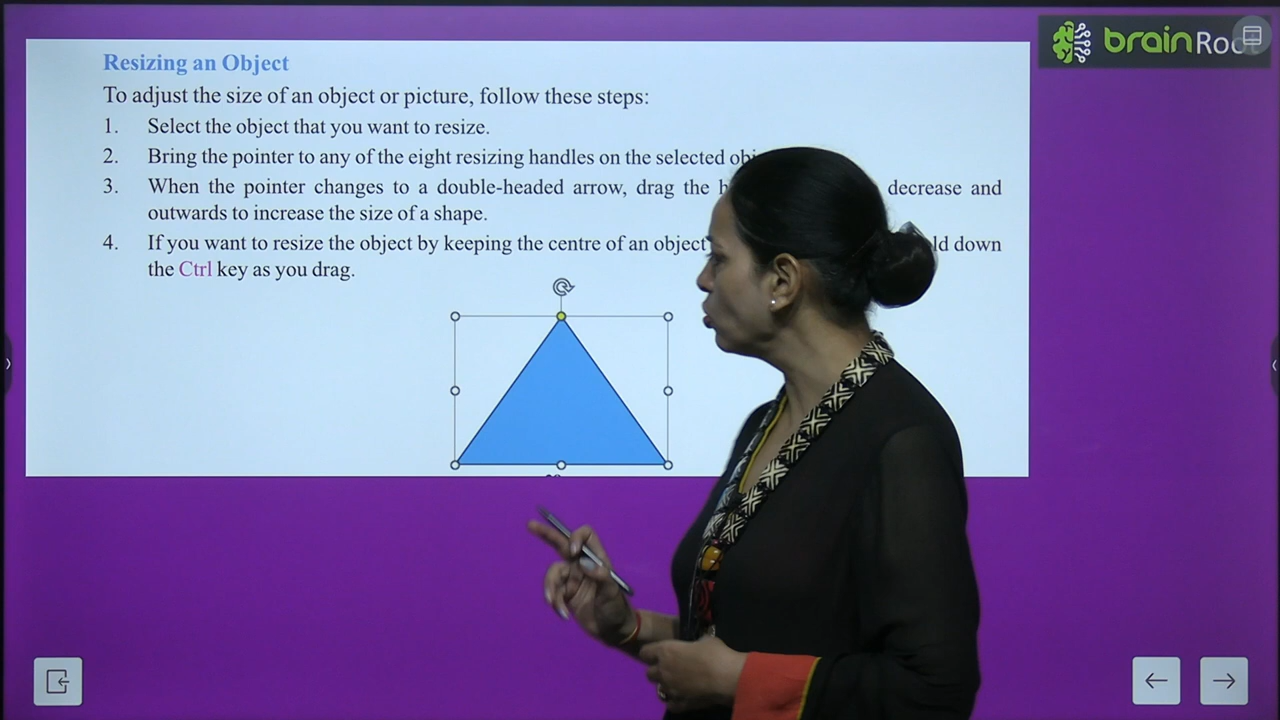 Resizing an Object
To adjust the size of an object or picture, follow these steps:
1. Select the object that you want to resize.
2. Bring the pointer to any of the eight resizing handles on the selected
3. When the pointer changes to a double-headed arrow, drag the decrease and
outwards to increase the size of a shape.
4. If you want to resize the object by keeping the centre of an object down
the Ctrl key as you drag.
brain